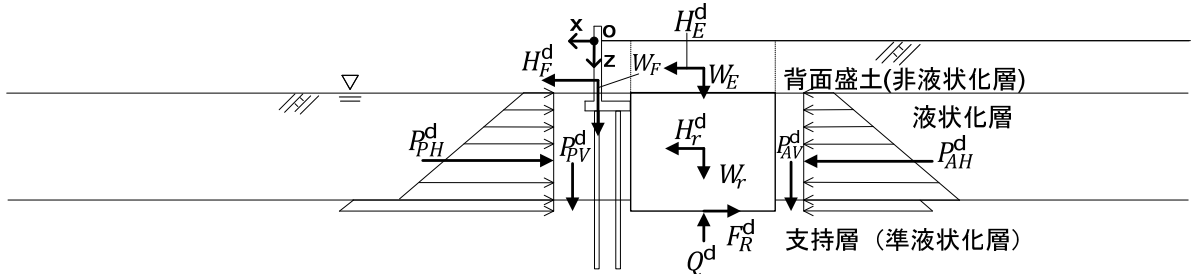 H_E^d
x
o
z
H_F^d
W_F
W_E
背面盛土(非液状化層)
液状化層
P_PH^d
P_PV^d
H_r^d
P_AV^d
P_AH^d
W_r
F_R^d
支持層（準液状化層）
Q^d